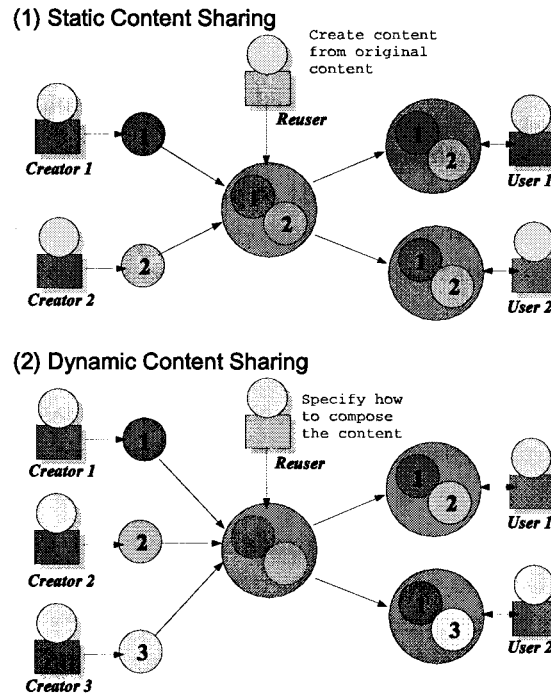 (1) Static Content Sharing
Create content
from original
content
Reuser
Creator 1
1
1
2
User 1
1
2
Creator 2
2
1
2
User 2
(2) Dynamic Content Sharing
Specify how
to compose
the content
Reuser
Creator 1
1
1
2
User 1
Creator 2
2
Creator 3
3
1
3
User 2